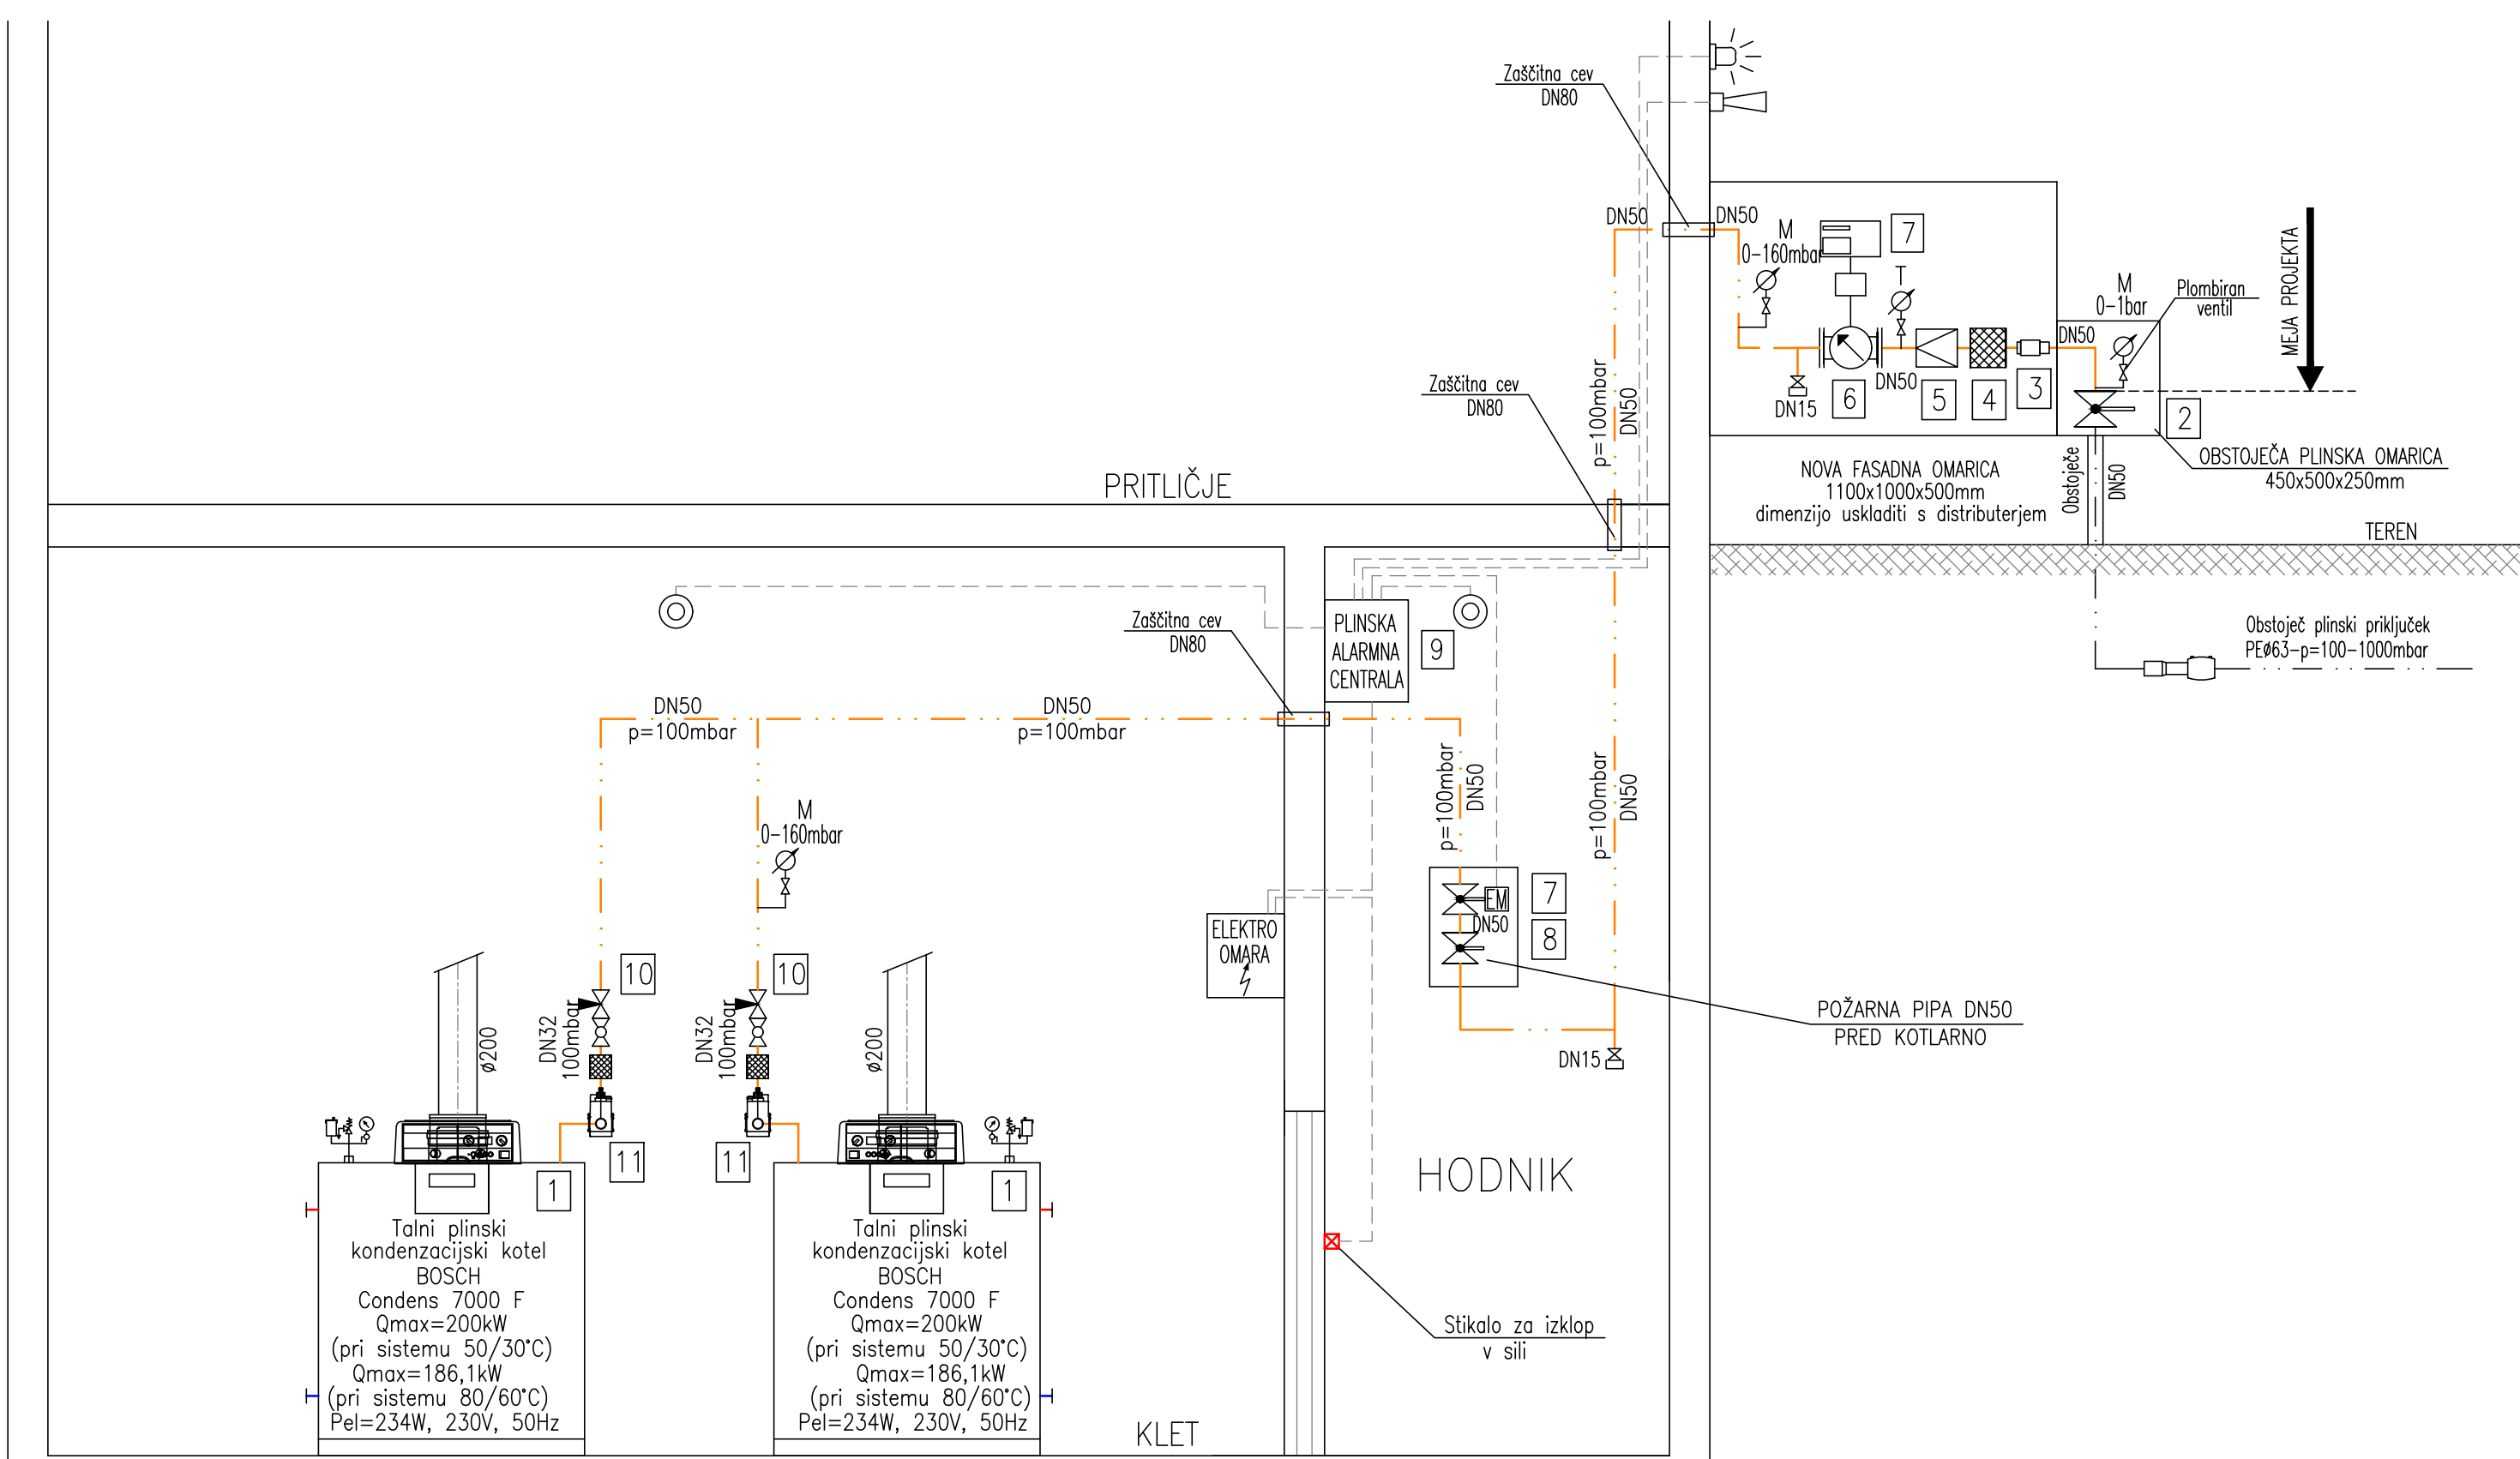 Zaščitna cev
DN80
DN50
DN50
M
0-160mbar
7
T
M
0-1bar
Plombiran
ventil
MEJA PROJEKTA
DN50
DN50
DN15
6
5
4
3
2
Zaščitna cev
DN80
p=100mbar
DN50
OBSTOJEČA PLINSKA OMARICA
450x500x250mm
NOVA FASADNA OMARICA
1100x1000x500mm
dimenzijo uskladiti s distributerjem
Obstoječe
DN50
TEREN
PRITLIČJE
Obstoječ plinski priključek
PEø63-p=100-1000mbar
Zaščitna cev
DN80
PLINSKA
ALARMNA
CENTRALA
9
DN50
p=100mbar
DN50
p=100mbar
p=100mbar
DN50
p=100mbar
DN50
M
0-160mbar
EM
DN50
7
8
ELEKTRO
OMARA
10
10
DN32
100mbar
DN32
100mbar
ø200
ø200
POŽARNA PIPA DN50
PRED KOTLARNO
DN15
11
11
1
1
HODNIK
Talni plinski
kondenzacijski kotel
BOSCH
Condens 7000 F
Qmax=200kW
(pri sistemu 50/30°C)
Qmax=186,1kW
(pri sistemu 80/60°C)
Pel=234W, 230V, 50Hz
Talni plinski
kondenzacijski kotel
BOSCH
Condens 7000 F
Qmax=200kW
(pri sistemu 50/30°C)
Qmax=186,1kW
(pri sistemu 80/60°C)
Pel=234W, 230V, 50Hz
Stikalo za izklop
v sili
KLET